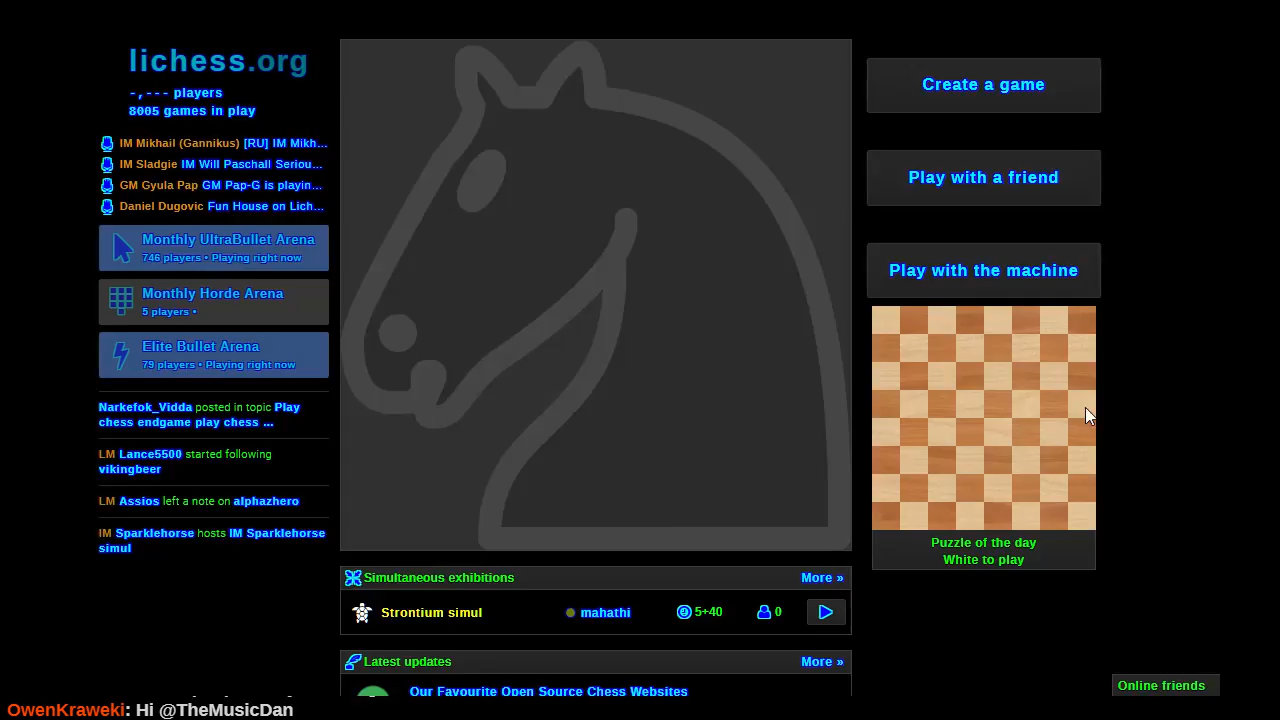 lichess.org
-,--- players
8005 games in play
IM Mikhail (Gannikus) [RU] IM Mikh...
IM Sladgie IM Will Paschall Seriou...
GM Gyula Pap GM Pap-G is playin...
Daniel Dugovic Fun House on Lich...
Monthly UltraBullet Arena
746 players • Playing right now
Monthly Horde Arena
5 players •
Elite Bullet Arena
79 players • Playing right now
Narkefok_Vidda posted in topic Play
chess endgame play chess ...
LM Lance5500 started following
vikingbeer
LM Assios left a note on alphazhero
IM Sparklehorse hosts IM Sparklehorse
simul
Simultaneous exhibitions More »
Strontium simul mahathi 5+40 0
Latest updates More »
Our Favourite Open Source Chess Websites
Create a game
Play with a friend
Play with the machine
Puzzle of the day
White to play
Online friends
OwenKraweki: Hi @TheMusicDan